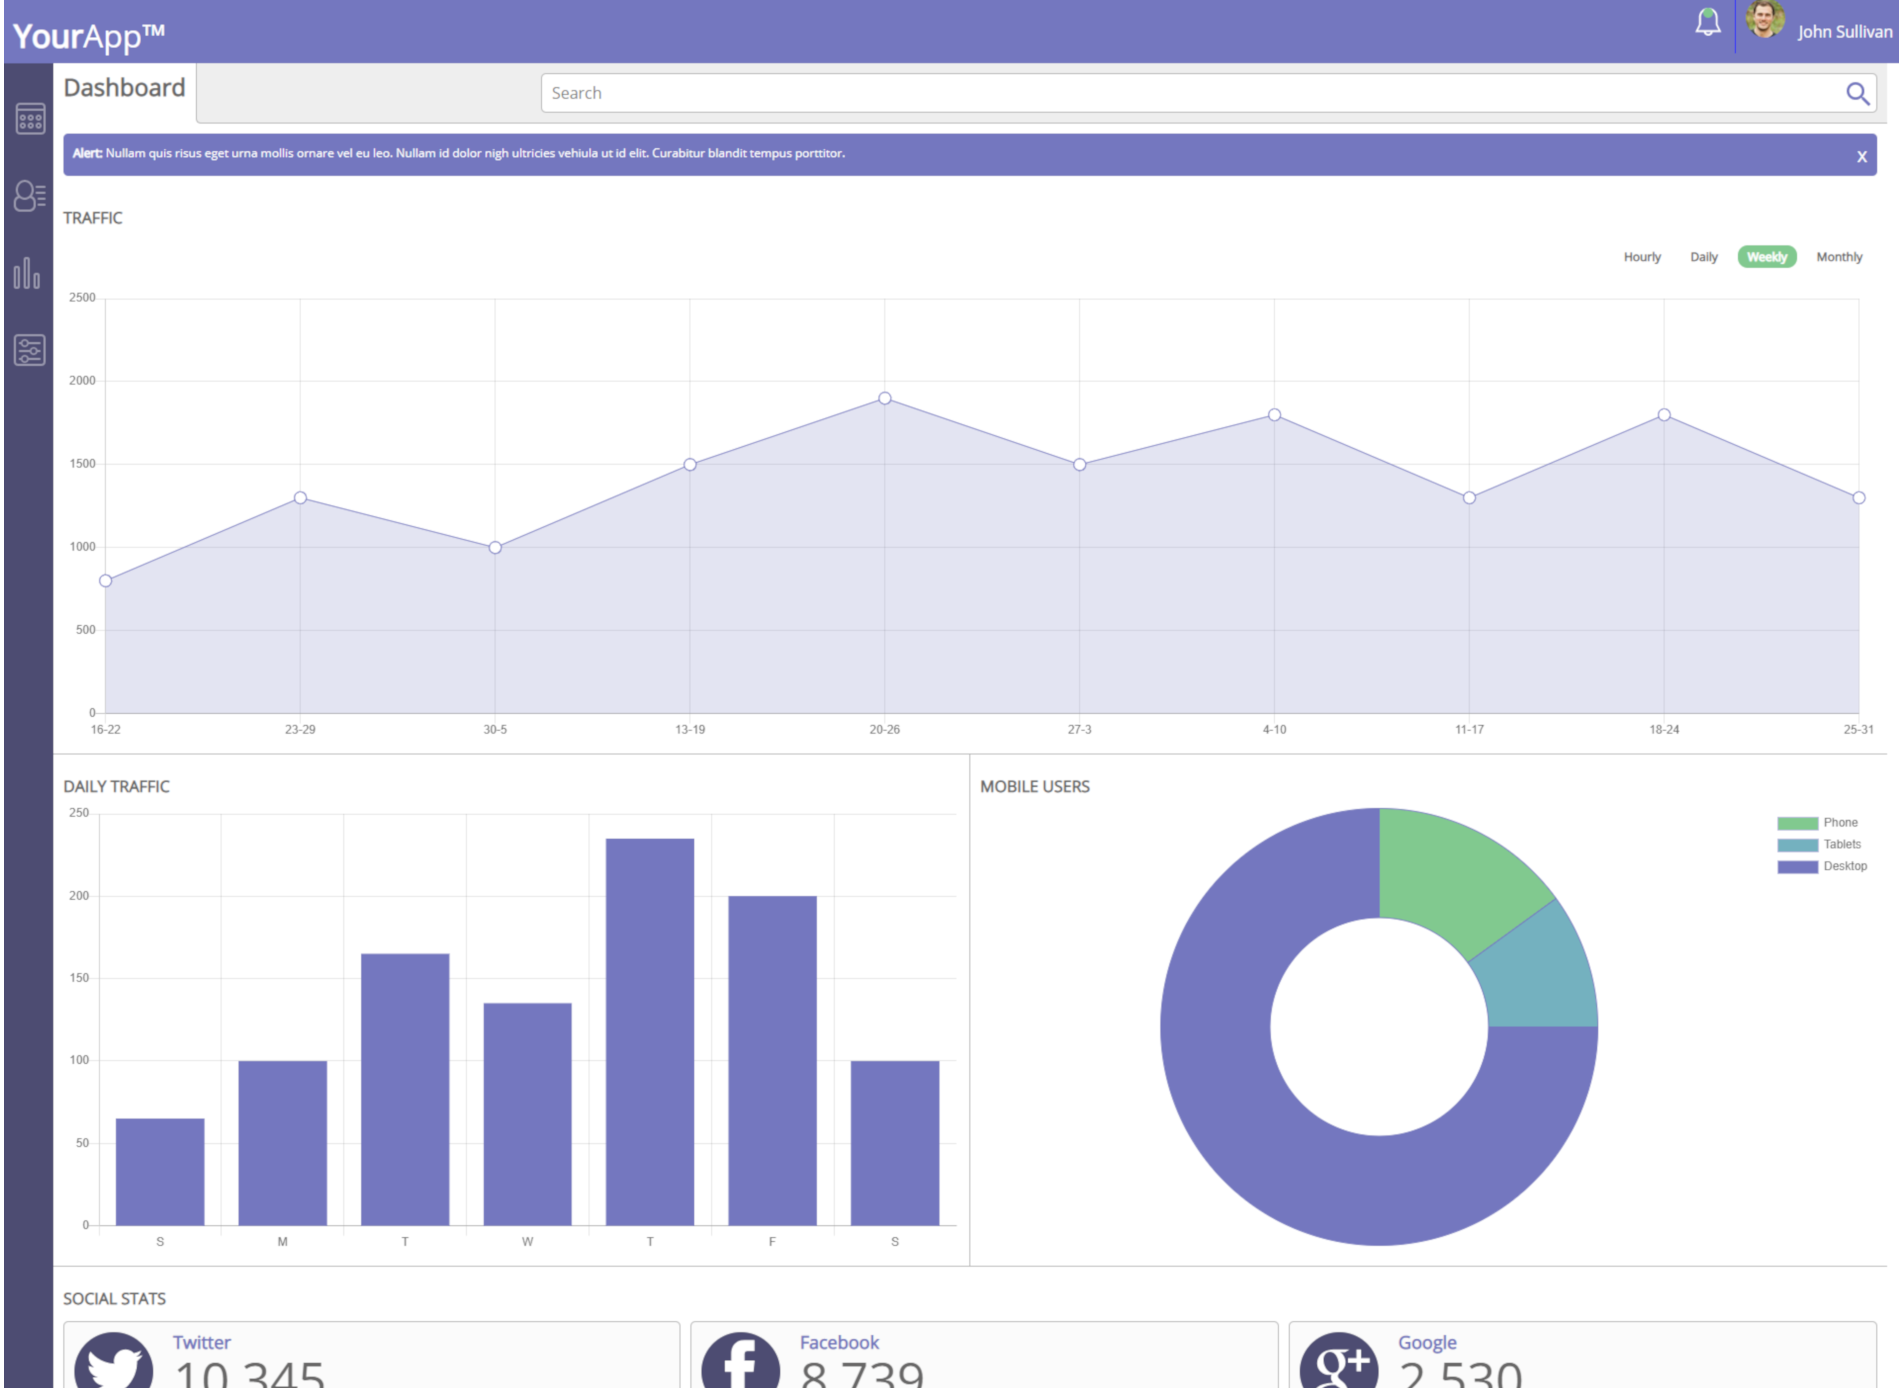 YourApp™
John Sullivan
Dashboard
Search
Alert: Nullam quis risus eget urna mollis ornare vel eu leo. Nullam id dolor nigh ultricies vehiula ut id elit. Curabitur blandit tempus porttitor.
X
TRAFFIC
Hourly Daily Weekly Monthly
2500
2000
1500
1000
500
0
16-22 23-29 30-5 13-19 20-26 27-3 4-10 11-17 18-24 25-31
DAILY TRAFFIC
250
200
150
100
50
0
S M T W T F S
MOBILE USERS
Phone
Tablets
Desktop
SOCIAL STATS
Twitter
10,345
Facebook
8,739
Google
2,530